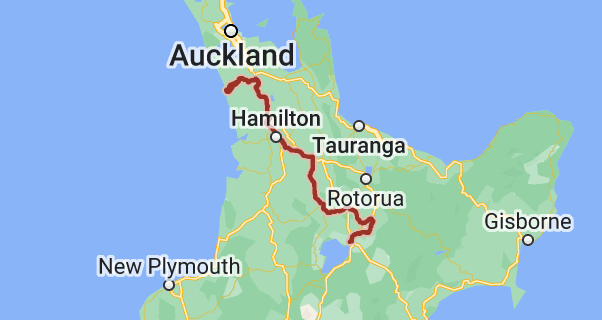 Auckland
Hamilton
Tauranga
Rotorua
Gisborne
New Plymouth